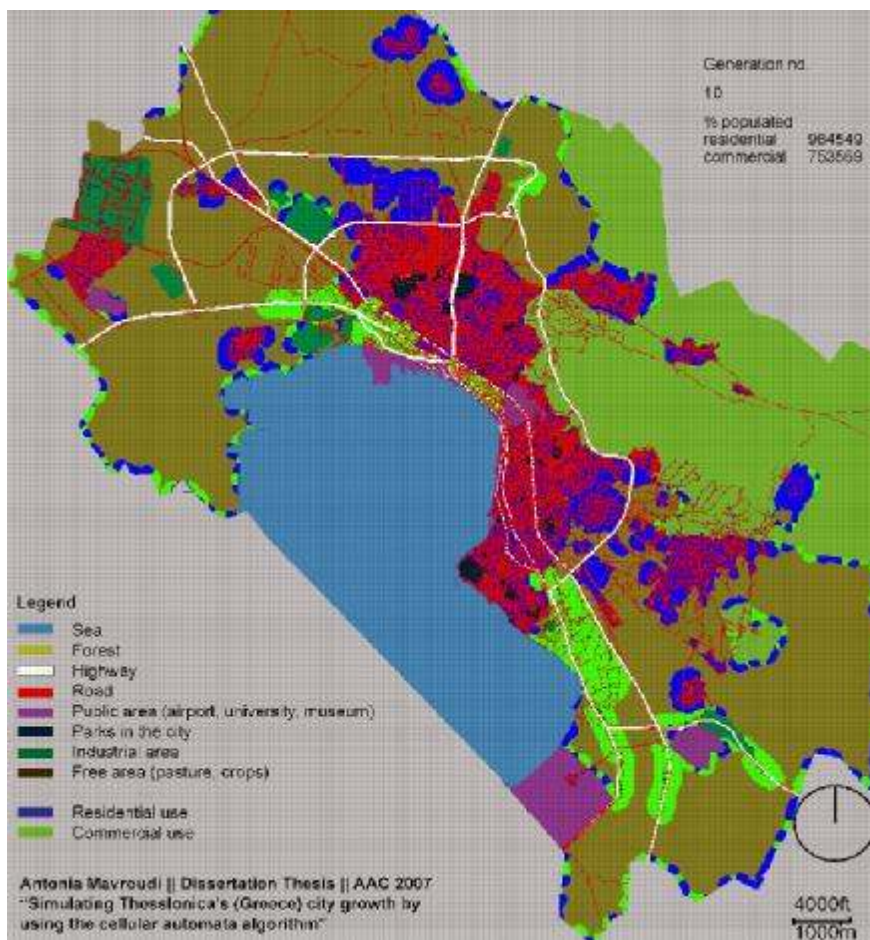 Generation no.
10
% populated
residential 964549
commercial 753569
Legend
Sea
Forest
Highway
Road
Public area (airport, university, museum)
Parks in the city
Industrial area
Free area (pasture, crops)
Residential use
Commercial use
Antonia Mavroudi || Dissertation Thesis || AAC 2007
"Simulating Thesslonica's (Greece) city growth by
using the cellular automata algorithm"
4000ft
1000m